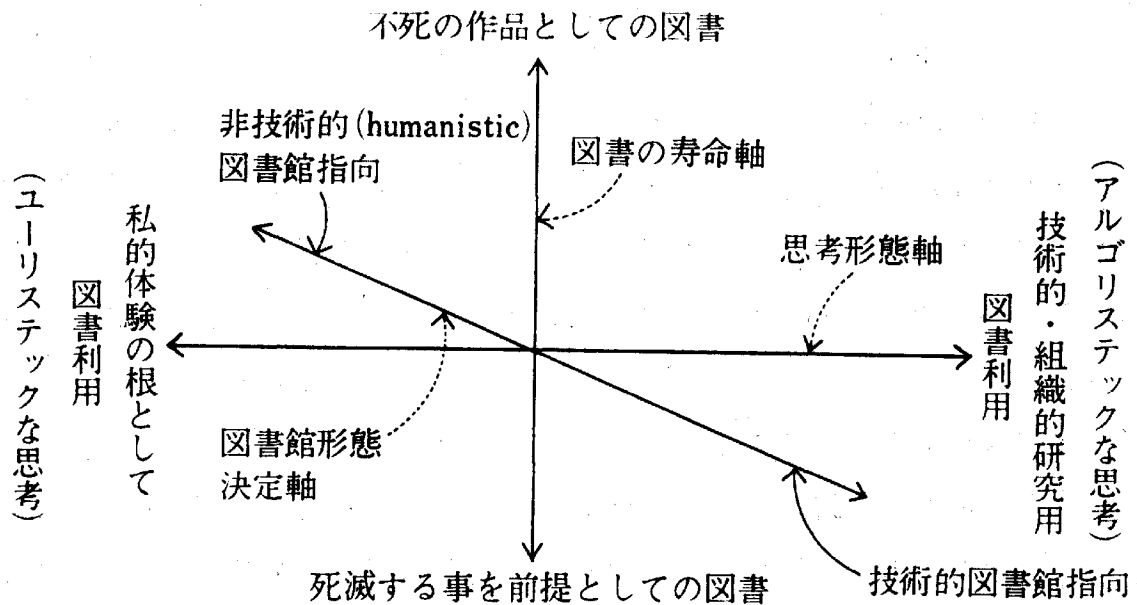 不死の作品としての図書
非技術的(humanistic)
図書館指向
図書の寿命軸
思考形態軸
(ユーリステックな思考)
私的体験の根として
図書利用
(アルゴリステックな思考)
技術的・組織的研究用
図書利用
図書館形態
決定軸
死滅する事を前提としての図書
技術的図書館指向